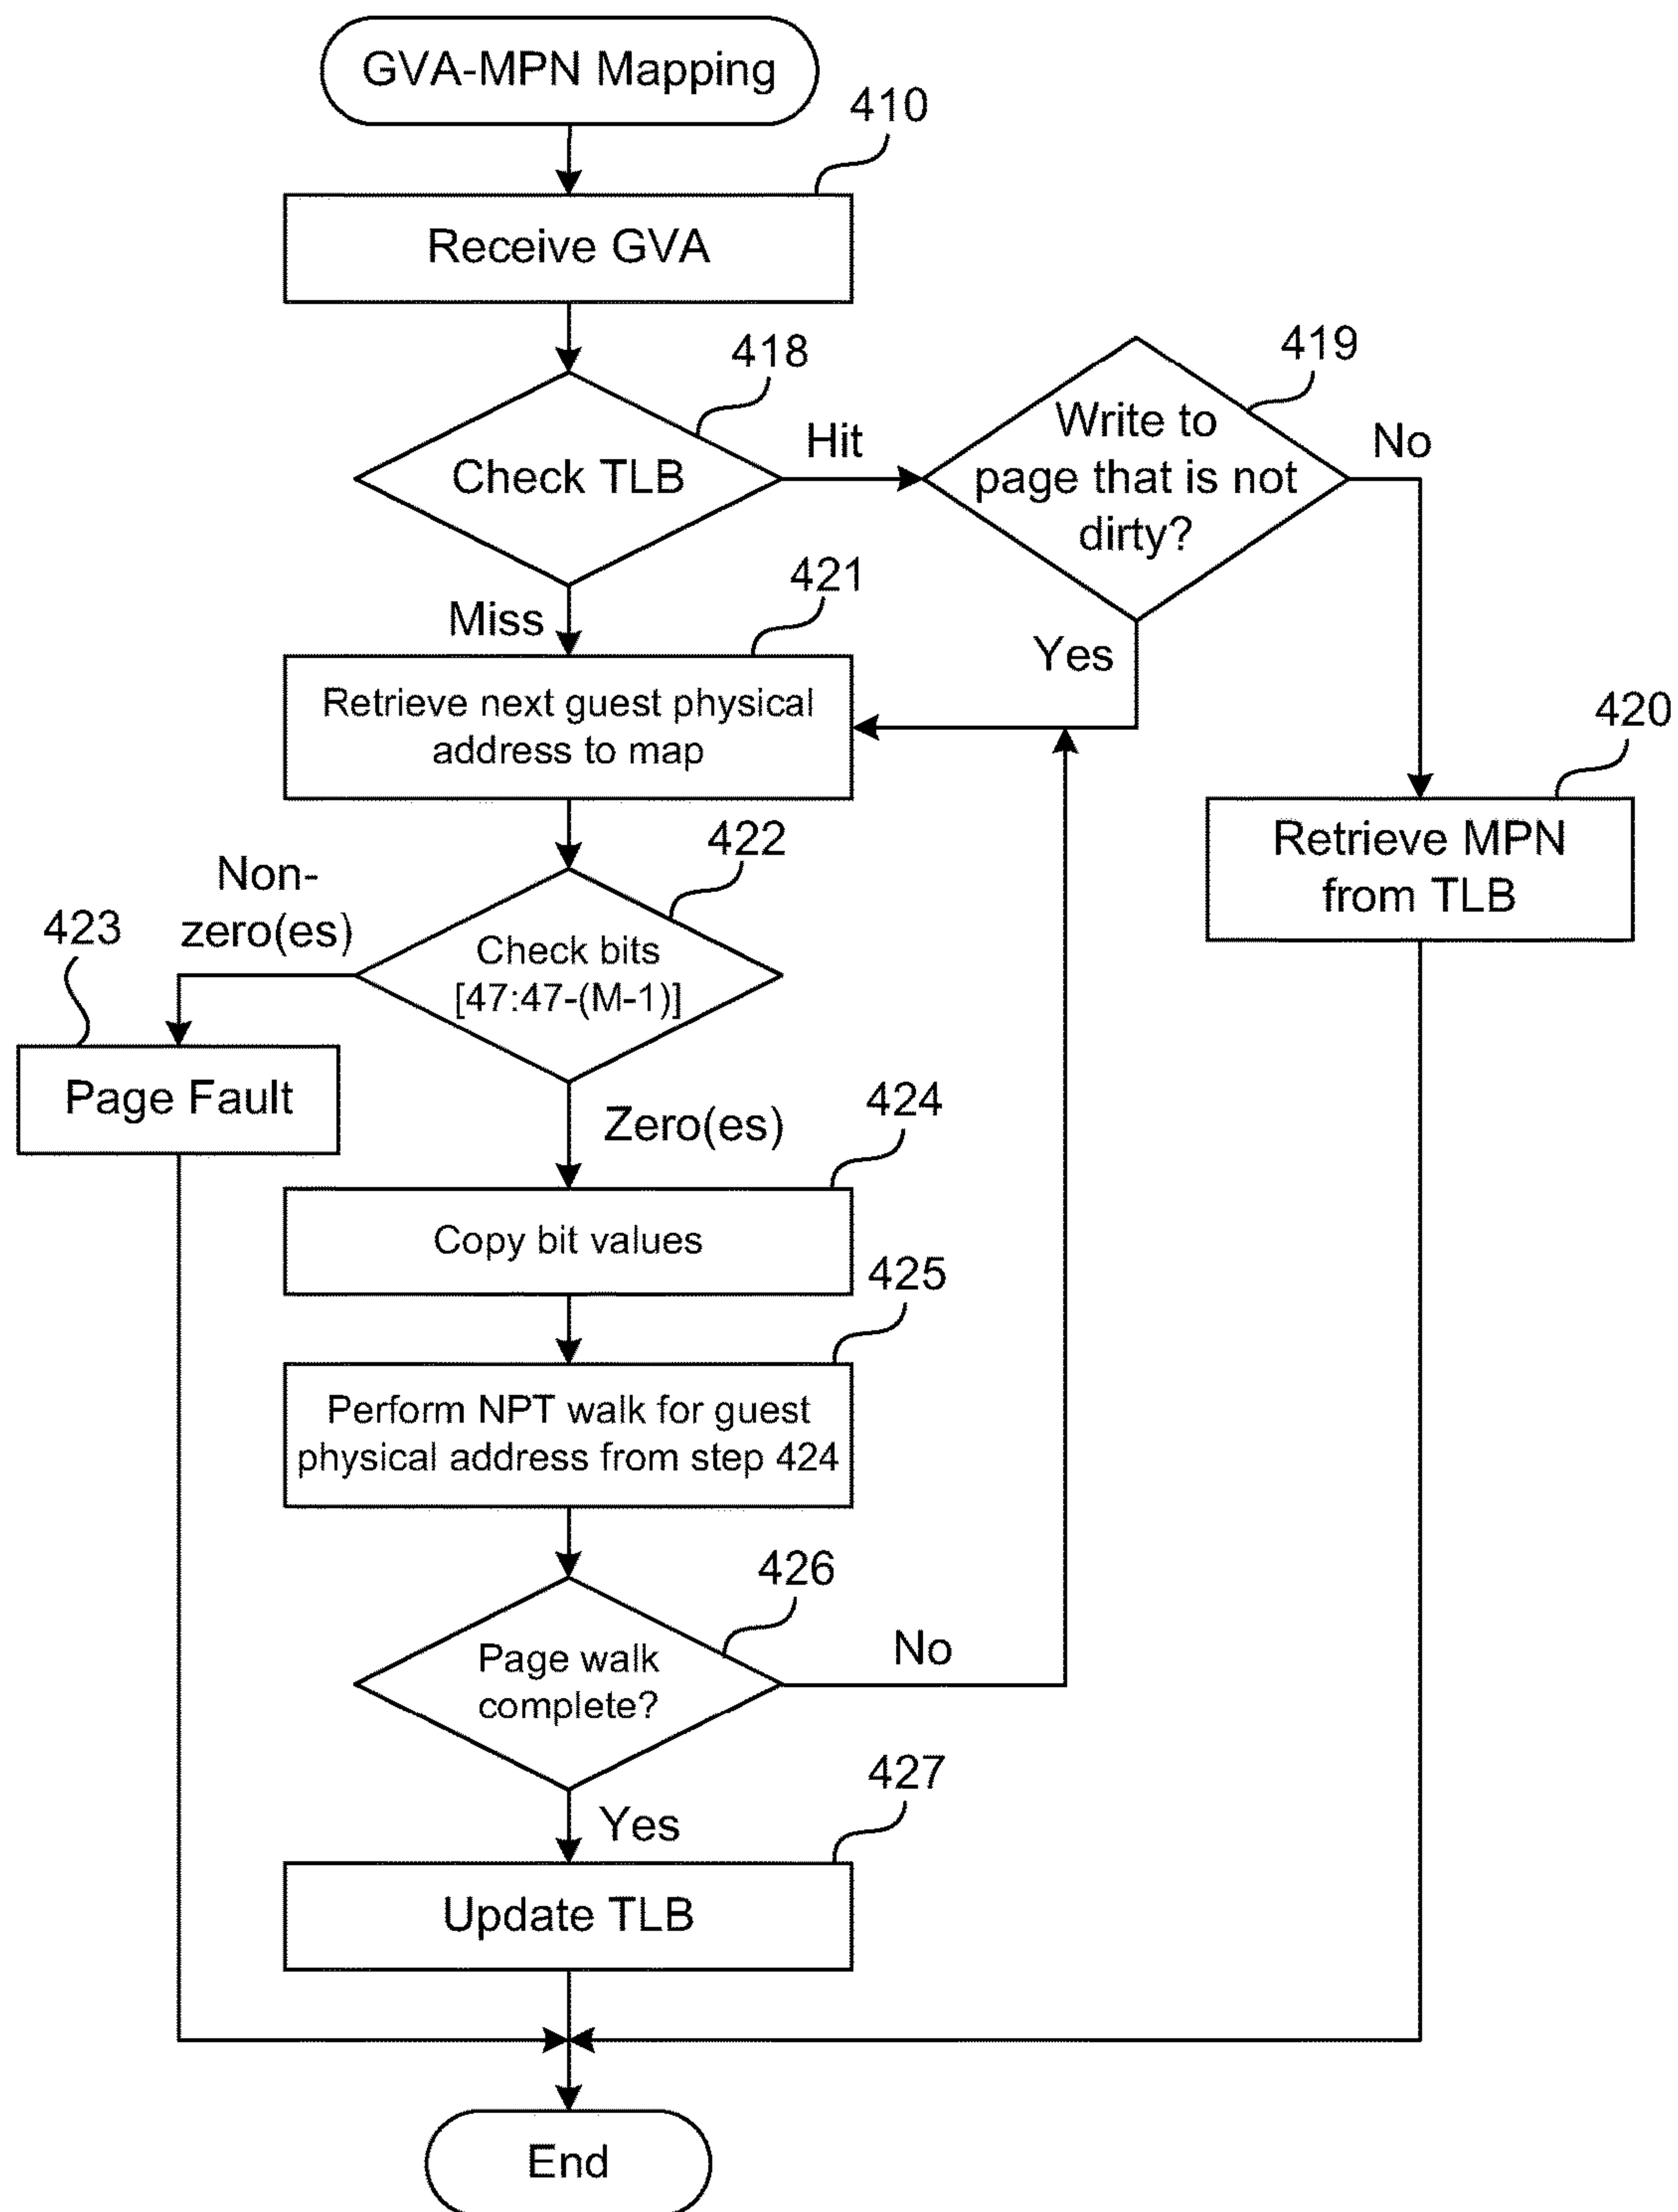 GVA-MPN Mapping
410
Receive GVA
418
419
Check TLB
Hit
Write to
page that is not
dirty?
No
Miss
421
Yes
Retrieve next guest physical
address to map
420
Retrieve MPN
from TLB
422
Non-
zero(es)
423
Check bits
[47:47-(M-1)]
Page Fault
Zero(es)
424
Copy bit values
425
Perform NPT walk for guest
physical address from step 424
426
Page walk
complete?
No
427
Yes
Update TLB
End